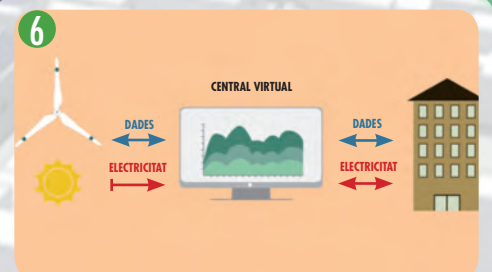 6
CENTRAL VIRTUAL
DADES
DADES
ELECTRICITAT
ELECTRICITAT